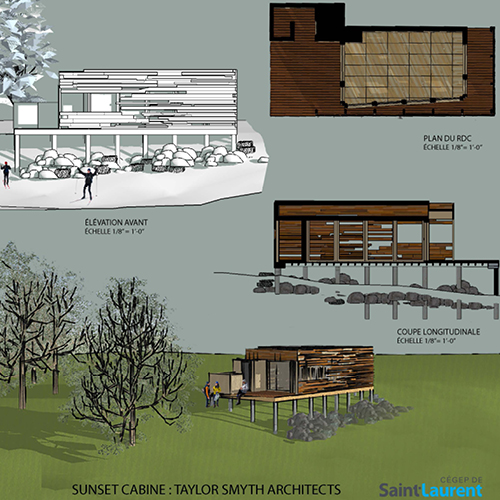 PLAN DU RDC
ÉCHELLE 1/8"= 1'-0"
ÉLÉVATION AVANT
ÉCHELLE 1/8"= 1'-0"
COUPE LONGITUDINALE
ÉCHELLE 1/8"= 1'-0"
SUNSET CABINE : TAYLOR SMYTH ARCHITECTS
CÉGEP DE
SaintLaurent